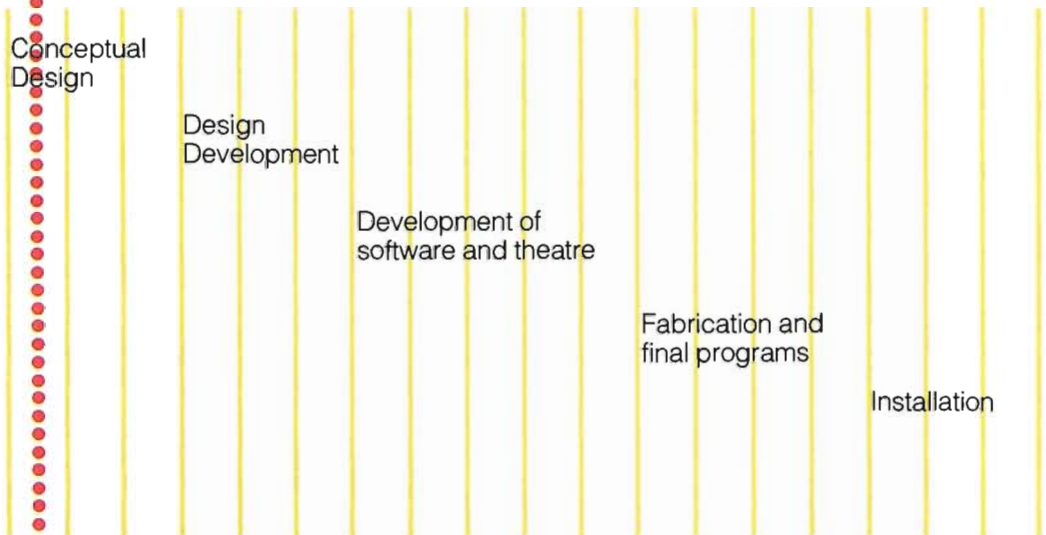 Conceptual
Design
Design
Development
Development of
software and theatre
Fabrication and
final programs
Installation